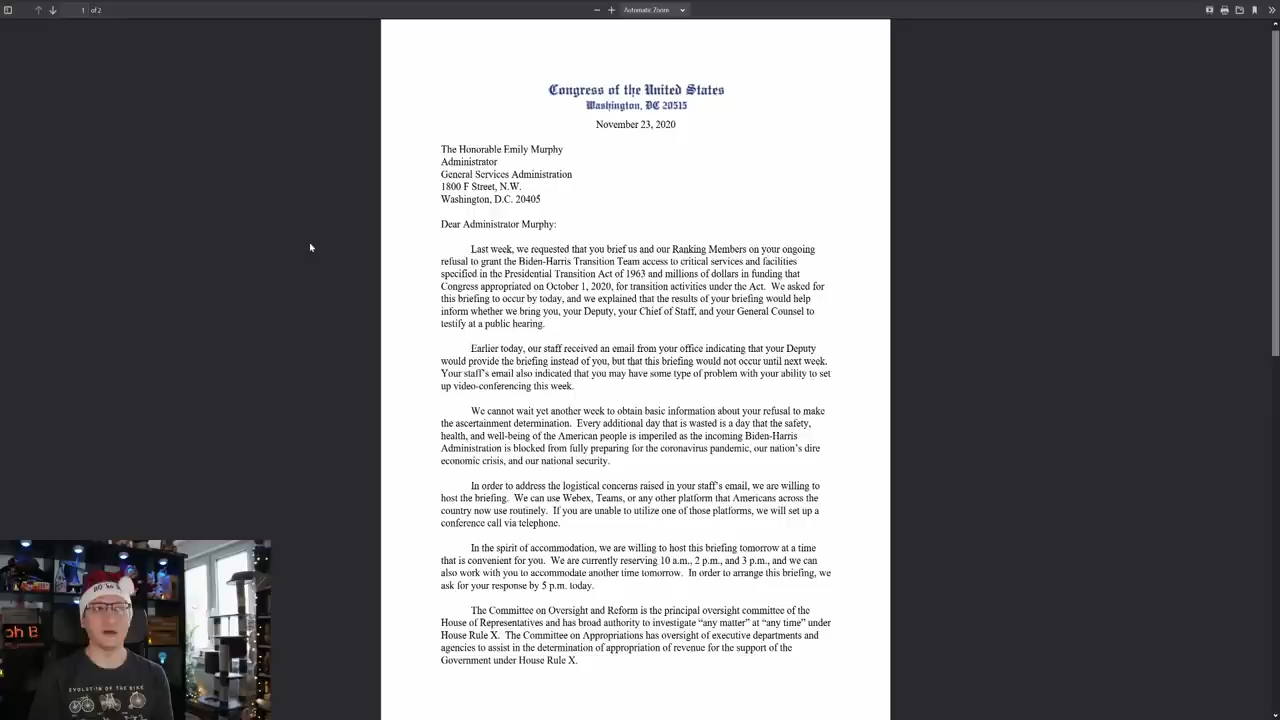 1 of 2
Automatic Zoom
Congress of the United States
Washington, DC 20515
November 23, 2020
The Honorable Emily Murphy
Administrator
General Services Administration
1800 F Street, N.W.
Washington, D.C. 20405
Dear Administrator Murphy:
Last week, we requested that you brief us and our Ranking Members on your ongoing
refusal to grant the Biden-Harris Transition Team access to critical services and facilities
specified in the Presidential Transition Act of 1963 and millions of dollars in funding that
Congress appropriated on October 1, 2020, for transition activities under the Act. We asked for
this briefing to occur by today, and we explained that the results of your briefing would help
inform whether we bring you, your Deputy, your Chief of Staff, and your General Counsel to
testify at a public hearing.
Earlier today, our staff received an email from your office indicating that your Deputy
would provide the briefing instead of you, but that this briefing would not occur until next week.
Your staff's email also indicated that you may have some type of problem with your ability to set
up video-conferencing this week.
We cannot wait yet another week to obtain basic information about your refusal to make
the ascertainment determination. Every additional day that is wasted is a day that the safety,
health, and well-being of the American people is imperiled as the incoming Biden-Harris
Administration is blocked from fully preparing for the coronavirus pandemic, our nation's dire
economic crisis, and our national security.
In order to address the logistical concerns raised in your staff's email, we are willing to
host the briefing. We can use Webex, Teams, or any other platform that Americans across the
country now use routinely. If you are unable to utilize one of those platforms, we will set up a
conference call via telephone.
In the spirit of accommodation, we are willing to host this briefing tomorrow at a time
that is convenient for you. We are currently reserving 10 a.m., 2 p.m., and 3 p.m., and we can
also work with you to accommodate another time tomorrow. In order to arrange this briefing, we
ask for your response by 5 p.m. today.
The Committee on Oversight and Reform is the principal oversight committee of the
House of Representatives and has broad authority to investigate “any matter” at “any time” under
House Rule X. The Committee on Appropriations has oversight of executive departments and
agencies to assist in the determination of appropriation of revenue for the support of the
Government under House Rule X.
EVOLUTION OF THE BIKE